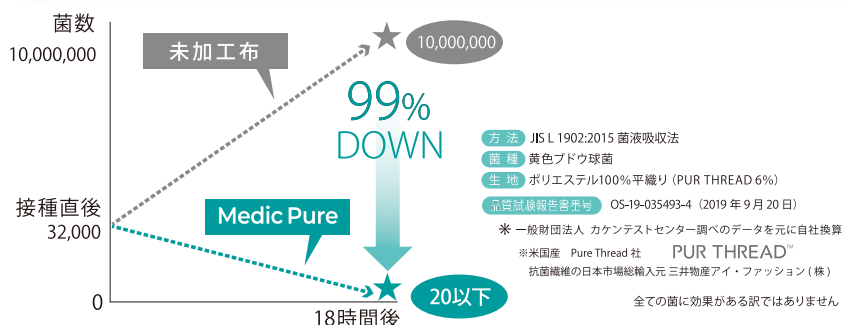 菌数
10,000,000
未加工布
10,000,000
99%
DOWN
方法 JIS L 1902:2015 菌液吸収法
菌種 黄色ブドウ球菌
生地 ポリエステル100%平織り (PUR THREAD 6%)
品質試験報告書番号 OS-19-035493-4 (2019年9月20日)
※一般財団法人 カケンテストセンター調べのデータを元に自社換算
※米国産 Pure Thread 社 PUR THREAD™
抗菌繊維の日本市場総輸入元 三井物産アイ・ファッション(株)
全ての菌に効果がある訳ではありません
接種直後
32,000
Medic Pure
0
20以下
18時間後